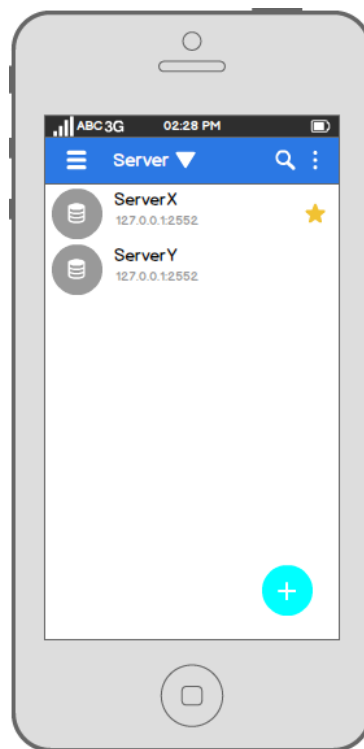 ABC 3G 02:28 PM
Server
ServerX
127.0.0.1:2552
ServerY
127.0.0.1:2552